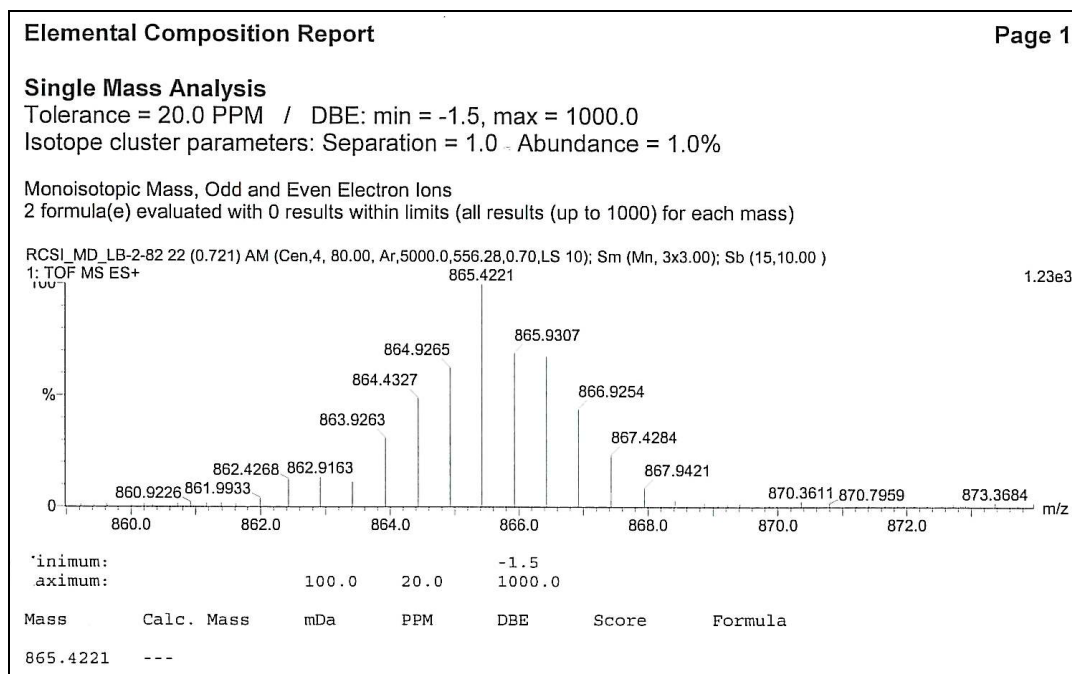 Elemental Composition Report Page 1
Single Mass Analysis
Tolerance = 20.0 PPM / DBE: min = -1.5, max = 1000.0
Isotope cluster parameters: Separation = 1.0 Abundance = 1.0%
Monoisotopic Mass, Odd and Even Electron Ions
2 formula(e) evaluated with 0 results within limits (all results (up to 1000) for each mass)
RCSI_MD_LB-2-82 22 (0.721) AM (Cen,4, 80.00, Ar,5000.0,556.28,0.70,LS 10); Sm (Mn, 3x3.00); Sb (15,10.00 )
1: TOF MS ES+
1.23e3
100
865.4221
865.9307
864.9265
864.4327
%
866.9254
863.9263
867.4284
862.4268 862.9163
867.9421
860.9226 861.9933
870.3611 870.7959 873.3684
0
m/z
860.0 862.0 864.0 866.0 868.0 870.0 872.0
inimum: -1.5
aximum: 100.0 20.0 1000.0
Mass Calc. Mass mDa PPM DBE Score Formula
865.4221 ---